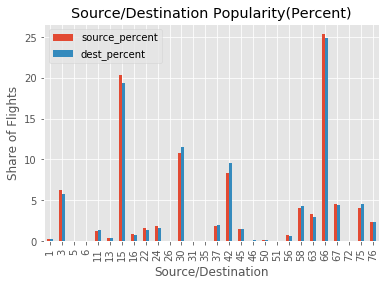 Source/Destination Popularity(Percent)
source_percent
dest_percent
Share of Flights
25
20
15
10
5
0
1 3 5 6 11 13 15 16 22 24 26 30 31 35 37 42 45 46 50 51 56 58 63 66 67 72 75 76
Source/Destination